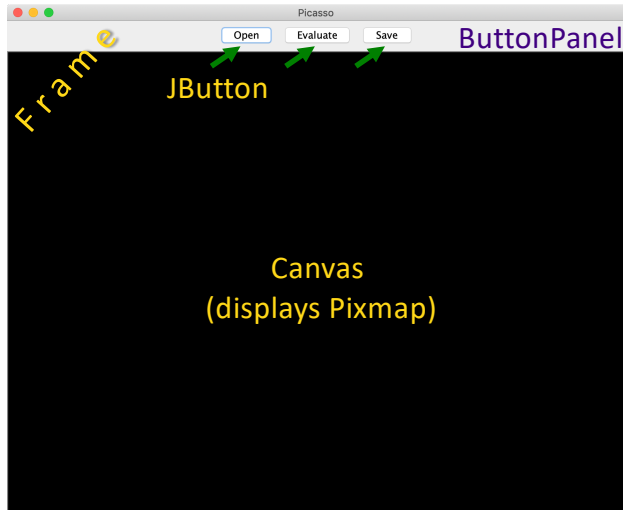 Picasso
Open Evaluate Save ButtonPanel
Frame
JButton
Canvas
(displays Pixmap)